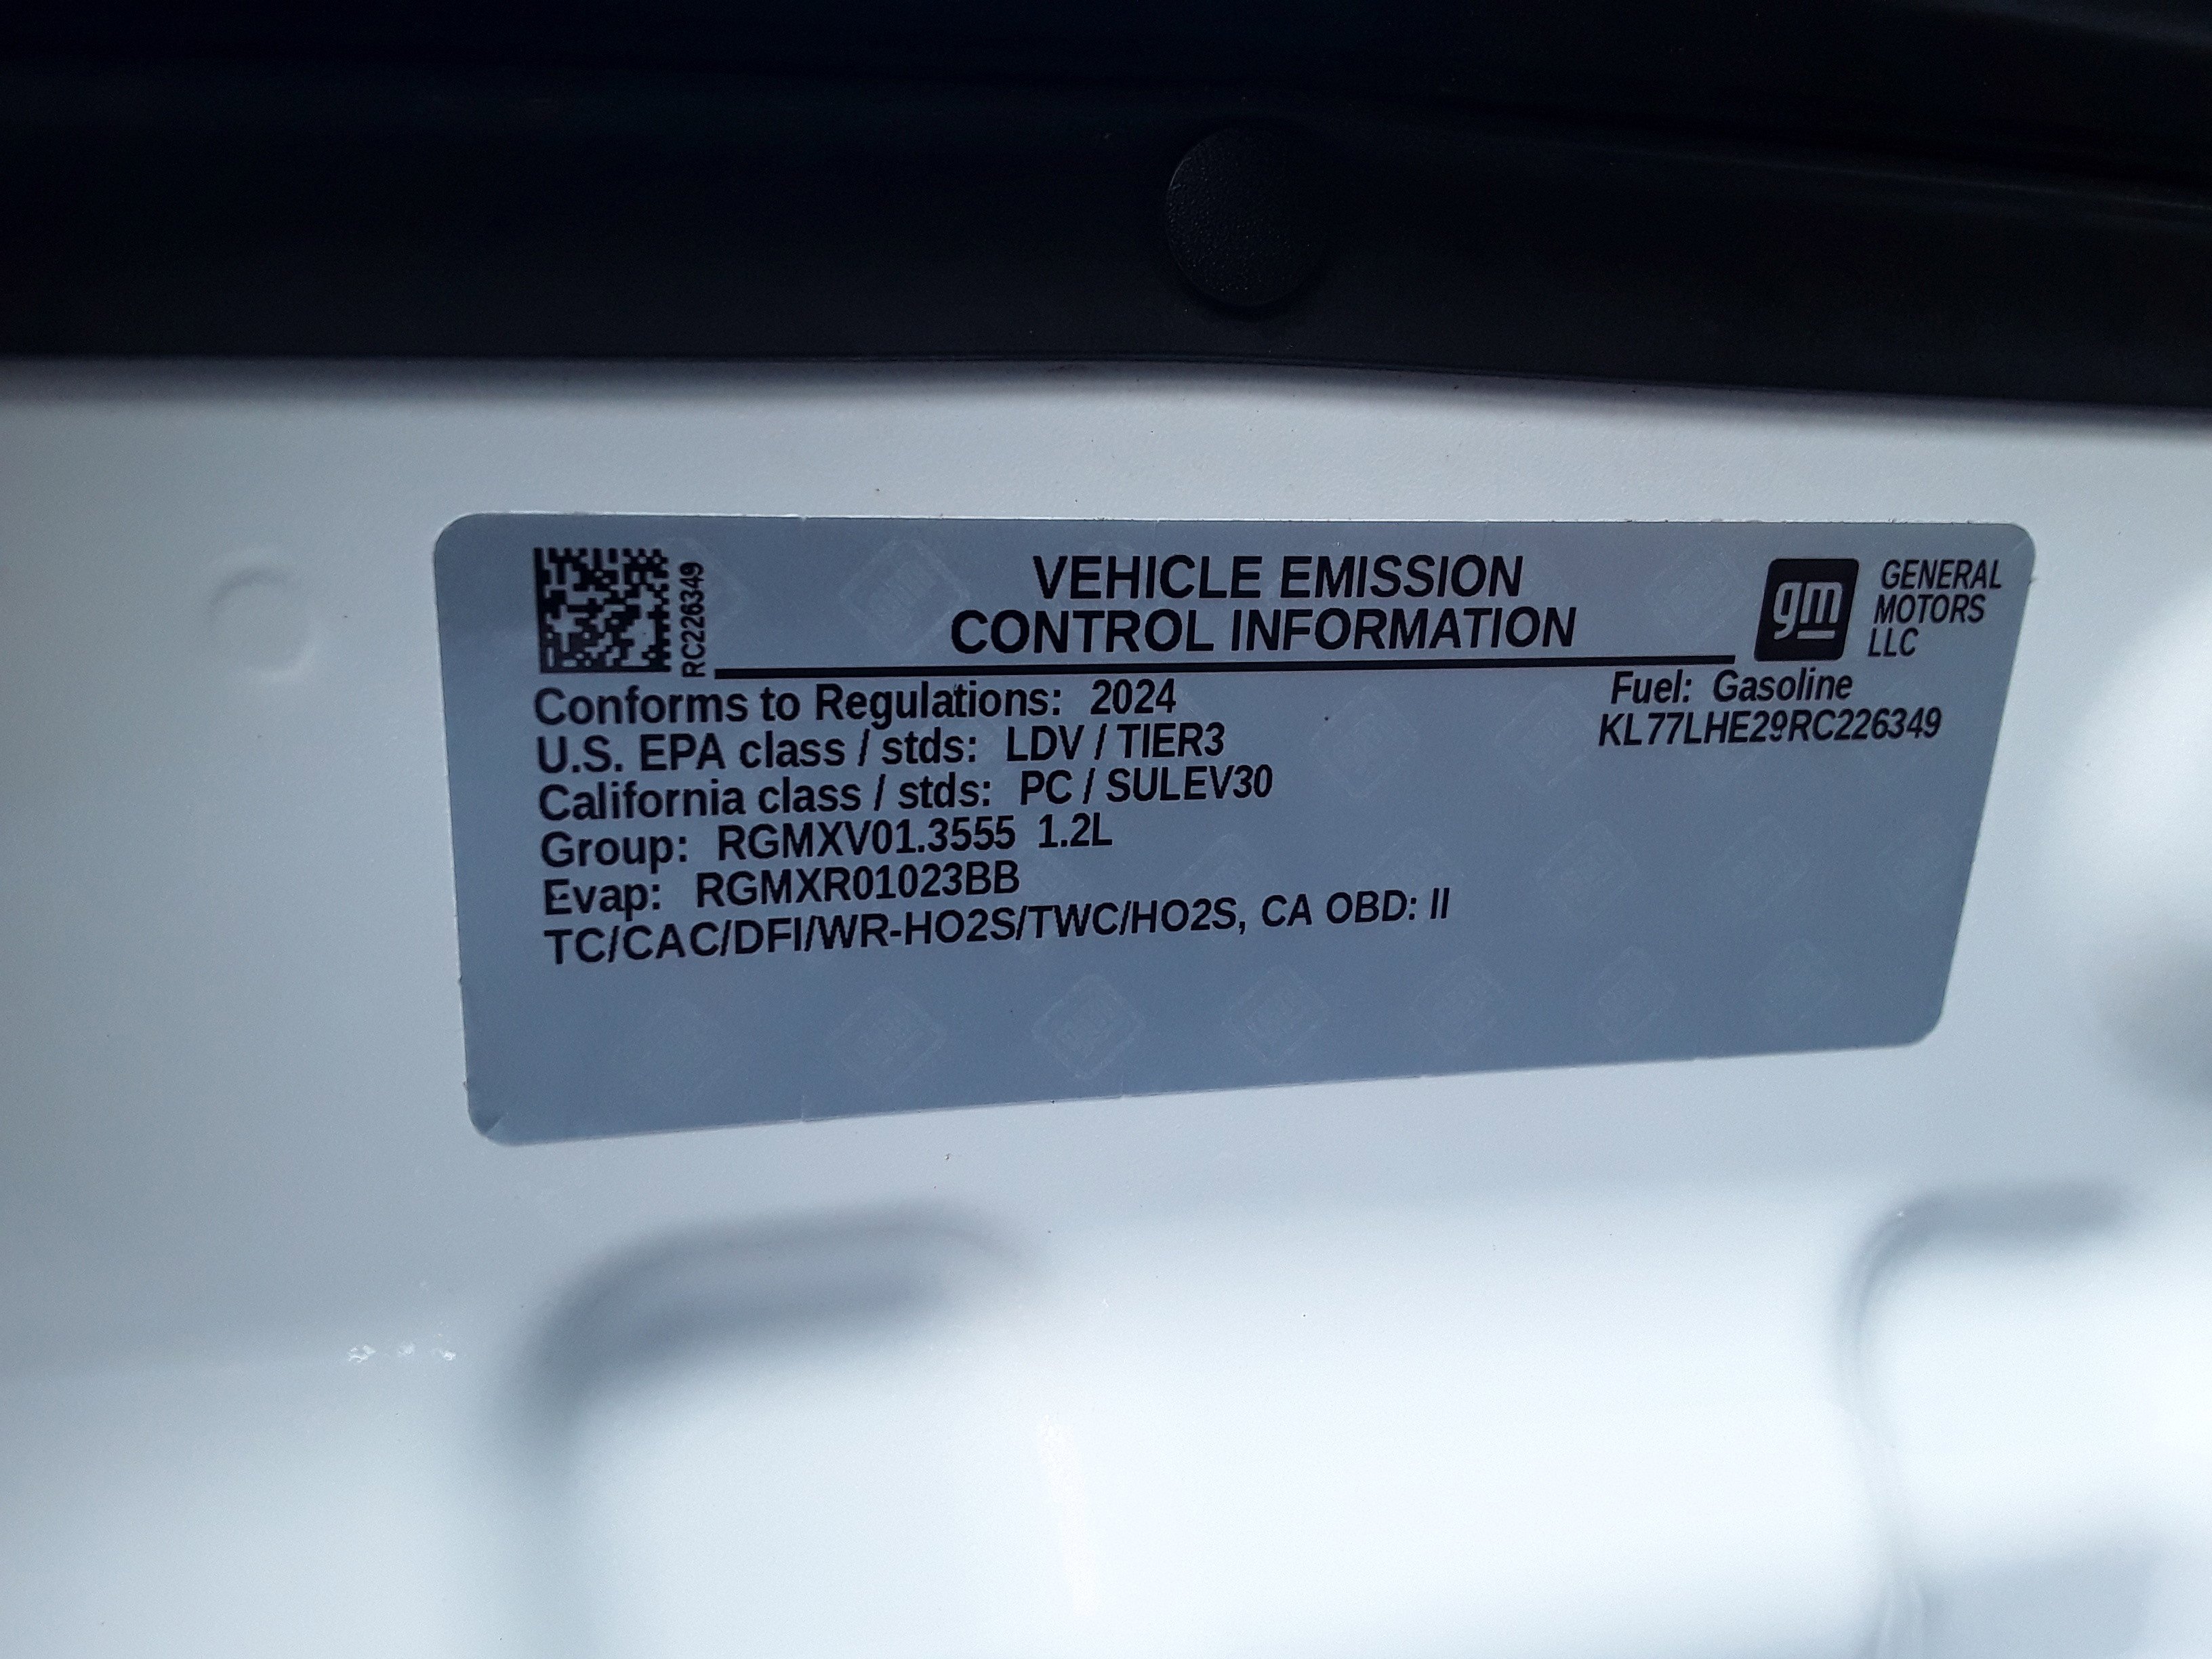 RC226349
VEHICLE EMISSION
CONTROL INFORMATION
gm
GENERAL
MOTORS
LLC
Conforms to Regulations: 2024
U.S. EPA class / stds: LDV / TIER3
California class / stds: PC / SULEV30
Group: RGMXV01.3555 1.2L
Evap: RGMXR01023BB
TC/CAC/DFI/WR-HO2S/TWC/HO2S, CA OBD: II
Fuel: Gasoline
KL77LHE29RC226349